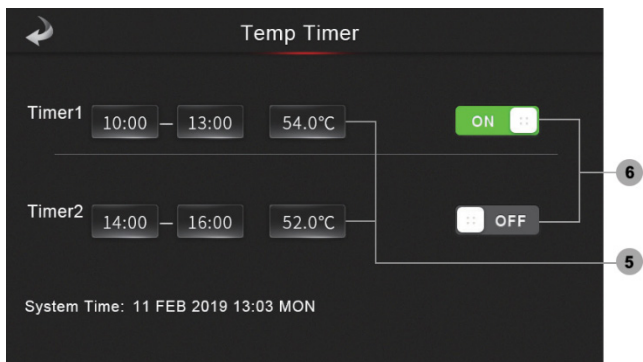 Temp Timer
Timer1 10:00 — 13:00 54.0°C ON
6
Timer2 14:00 — 16:00 52.0°C OFF
5
System Time: 11 FEB 2019 13:03 MON